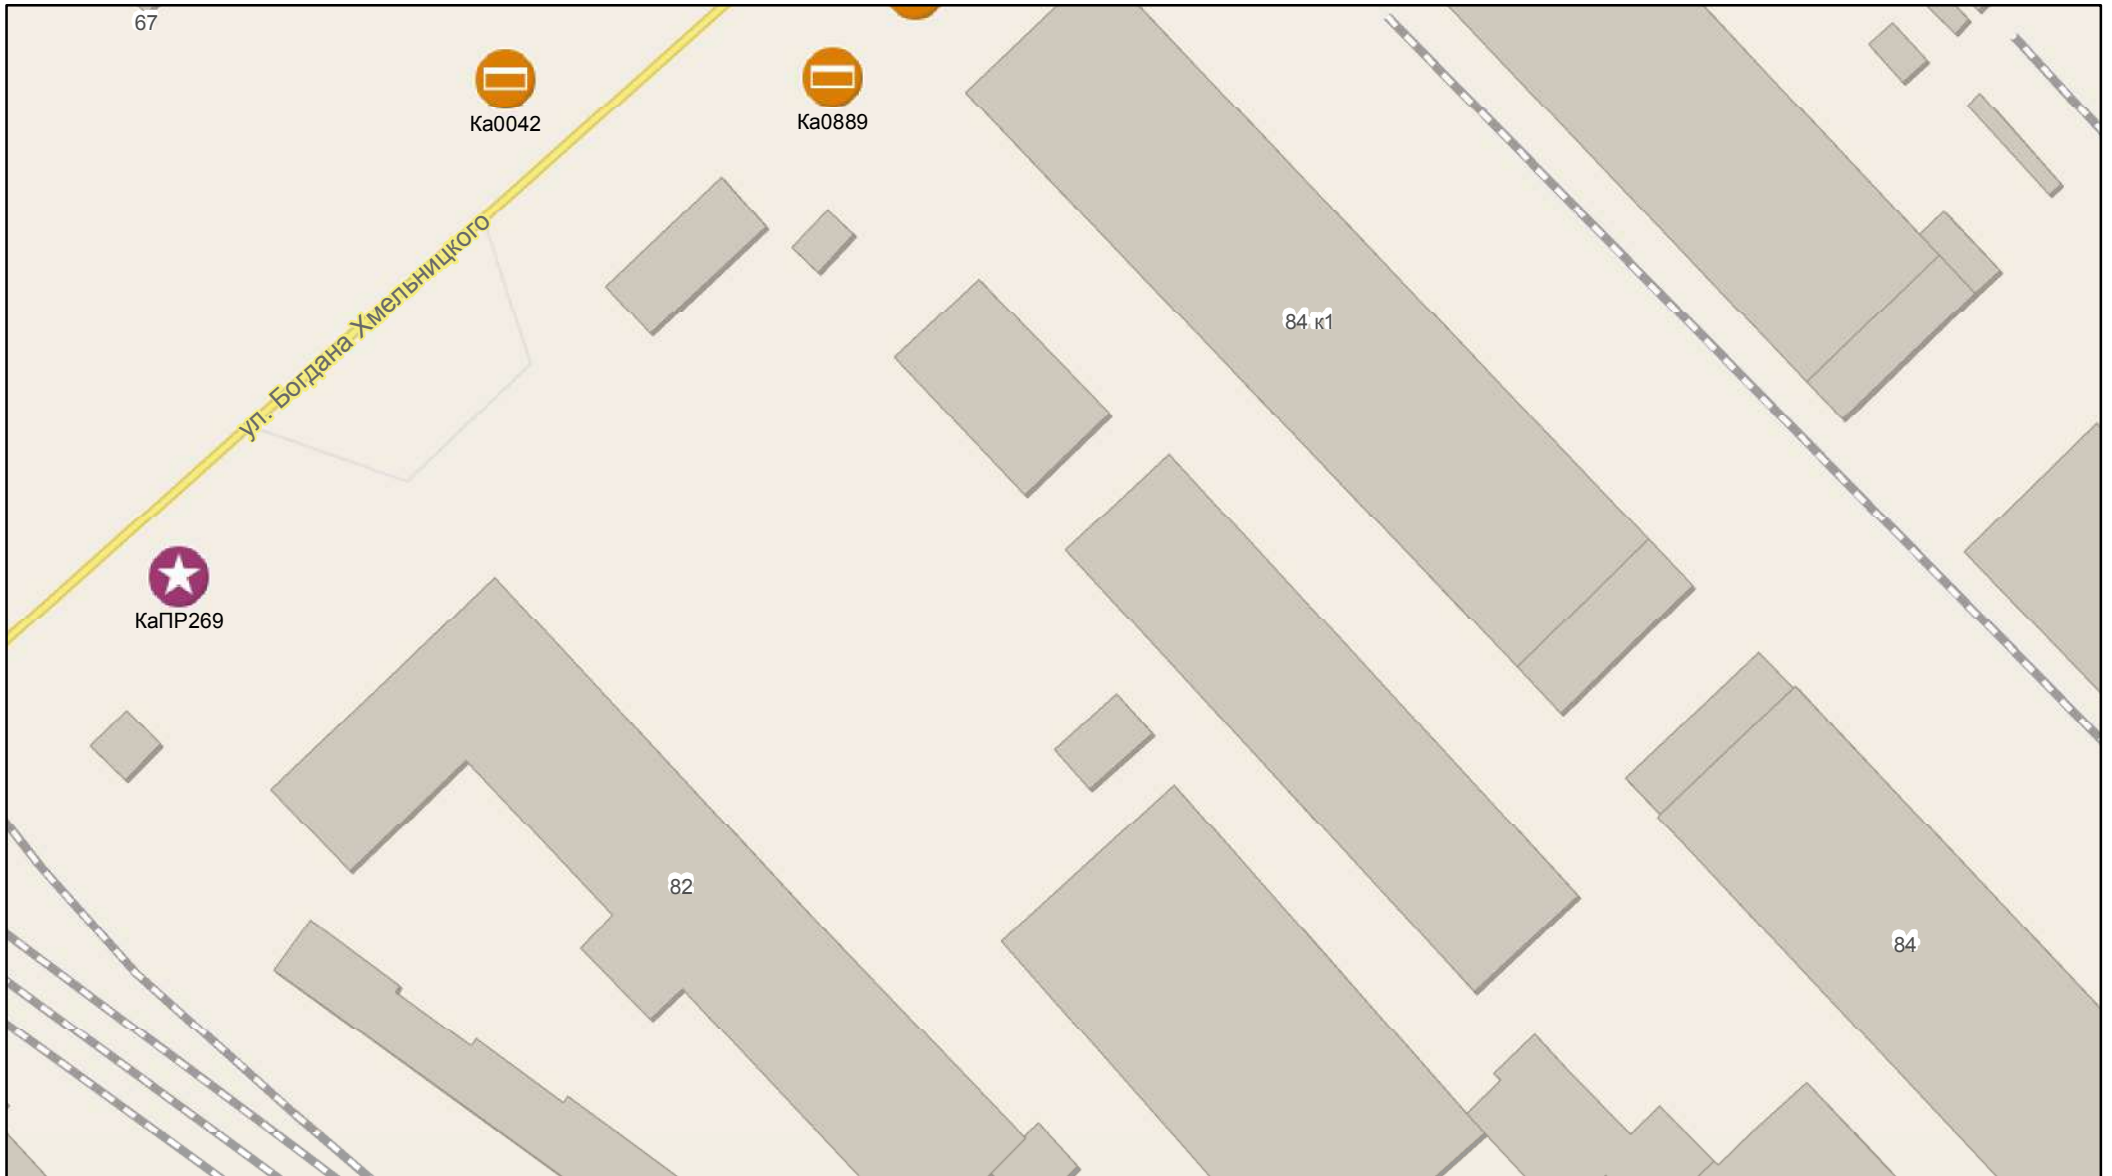 67
Ка0042
Ка0889
ул. Богдана Хмельницкого
84 к1
КаПР269
82
84